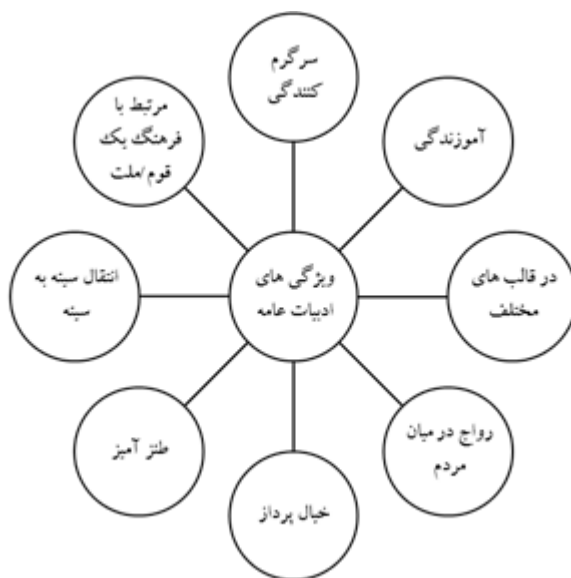 سرگرم
کنندگی
آموزندگی
در قالب های
مختلف
رواج در میان
مردم
خیال پرداز
طنز آمیز
انتقال سینه به
سینه
مرتبط با
فرهنگ یک
قوم/ملت
ویژگی های
ادبیات عامه